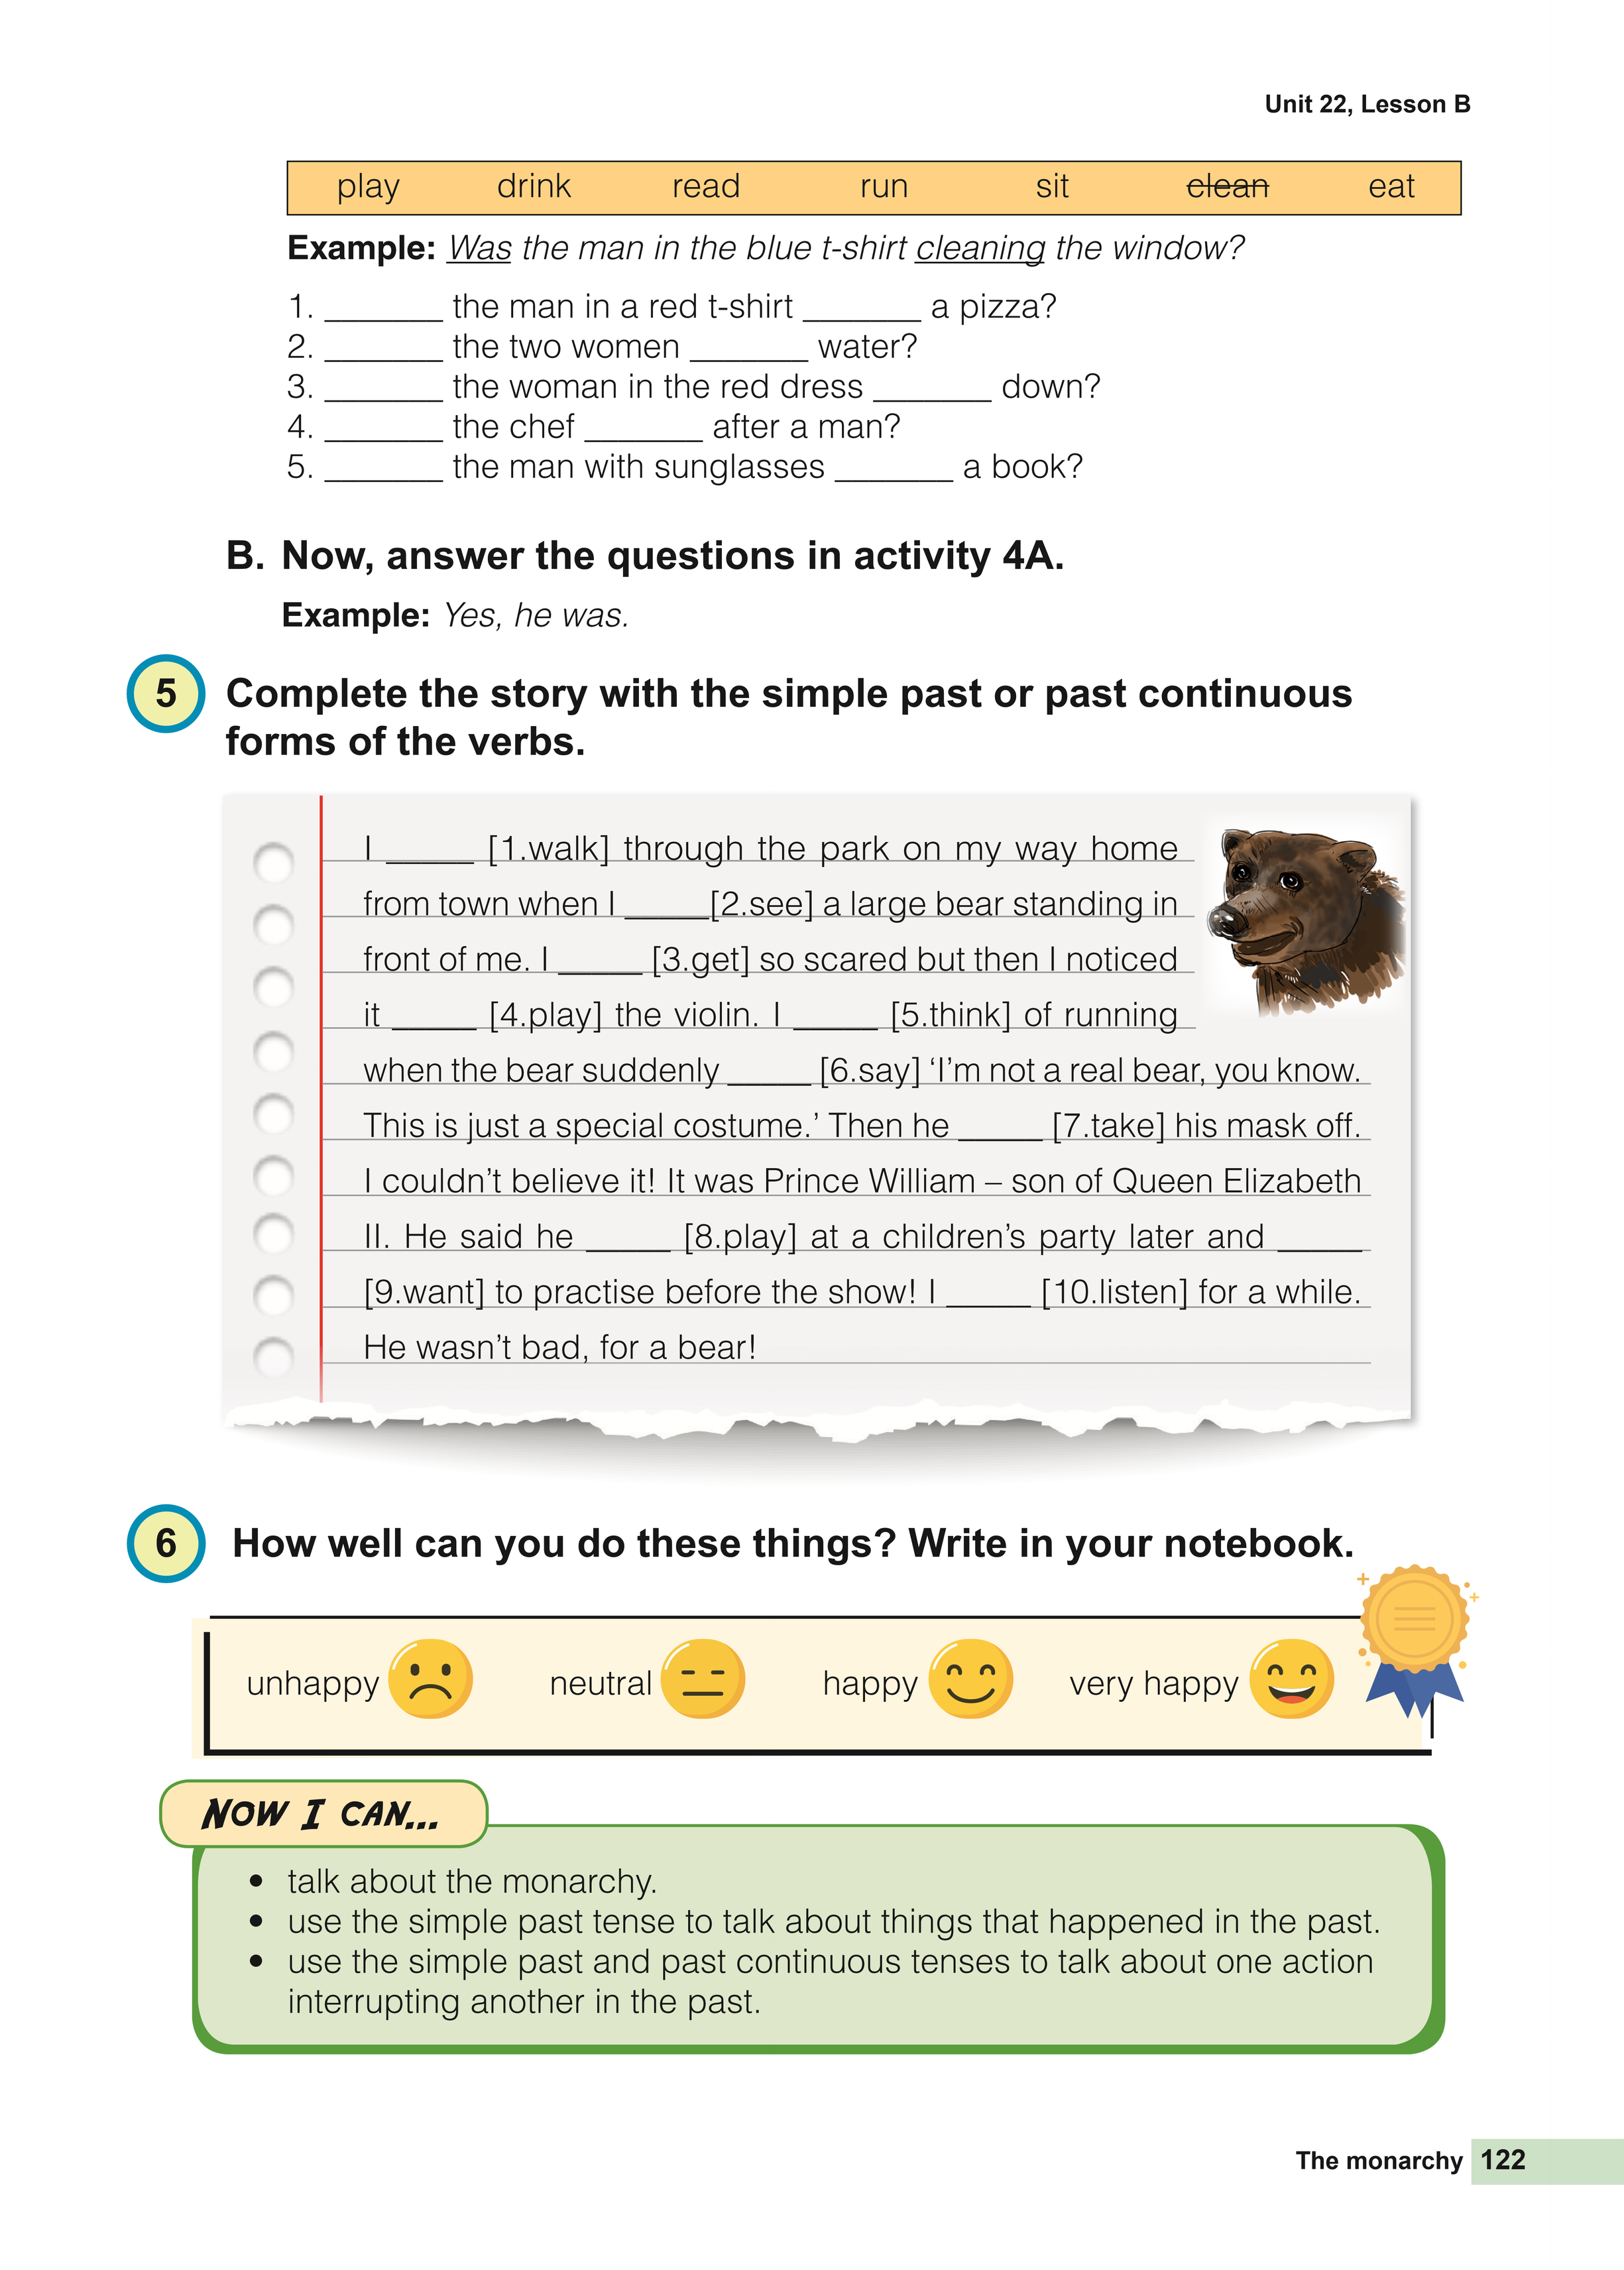 Unit 22, Lesson B
play drink read run sit clean eat
Example: Was the man in the blue t-shirt cleaning the window?
1. _______ the man in a red t-shirt _______ a pizza?
2. _______ the two women _______ water?
3. _______ the woman in the red dress _______ down?
4. _______ the chef _______ after a man?
5. _______ the man with sunglasses _______ a book?
B. Now, answer the questions in activity 4A.
Example: Yes, he was.
5 Complete the story with the simple past or past continuous
forms of the verbs.
I _____ [1.walk] through the park on my way home
from town when I _____[2.see] a large bear standing in
front of me. I _____ [3.get] so scared but then I noticed
it _____ [4.play] the violin. I _____ [5.think] of running
when the bear suddenly _____ [6.say] ‘I’m not a real bear, you know.
This is just a special costume.’ Then he _____ [7.take] his mask off.
I couldn’t believe it! It was Prince William – son of Queen Elizabeth
II. He said he _____ [8.play] at a children’s party later and _____
[9.want] to practise before the show! I _____ [10.listen] for a while.
He wasn’t bad, for a bear!
6 How well can you do these things? Write in your notebook.
unhappy neutral happy very happy
NOW I CAN...
• talk about the monarchy.
• use the simple past tense to talk about things that happened in the past.
• use the simple past and past continuous tenses to talk about one action
interrupting another in the past.
The monarchy 122